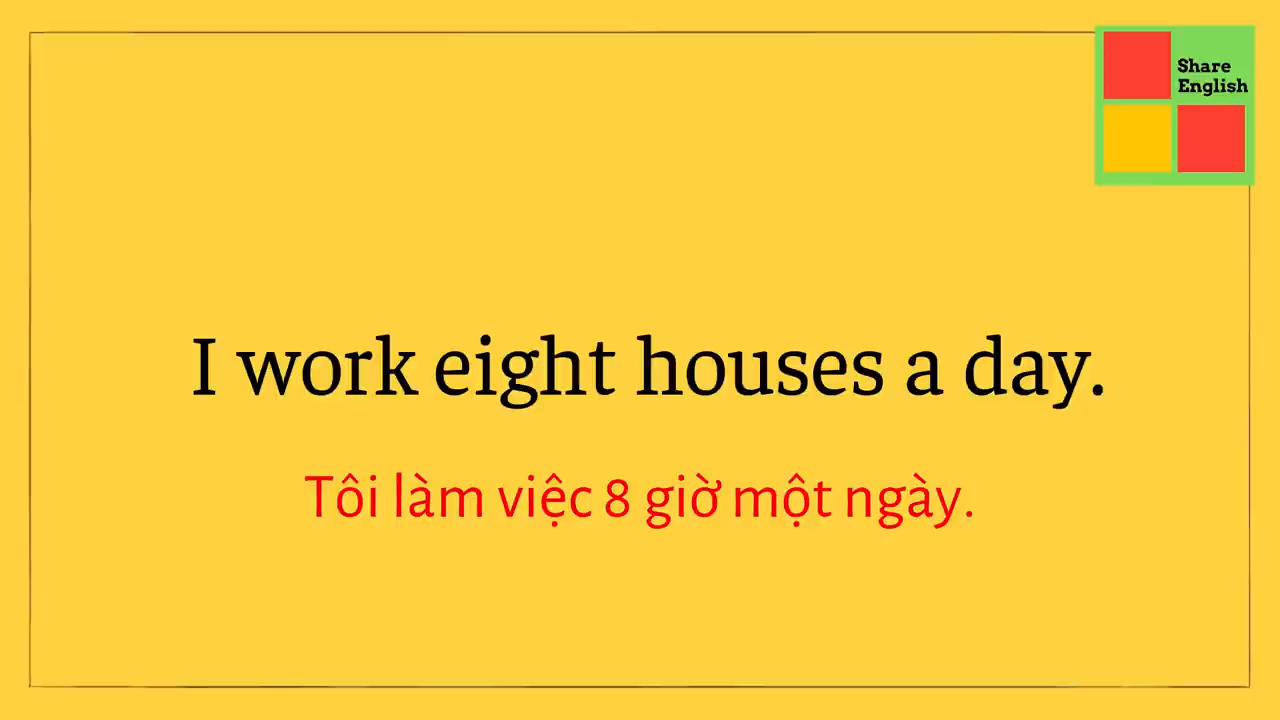 Share
English
I work eight houses a day.
Tôi làm việc 8 giờ một ngày.